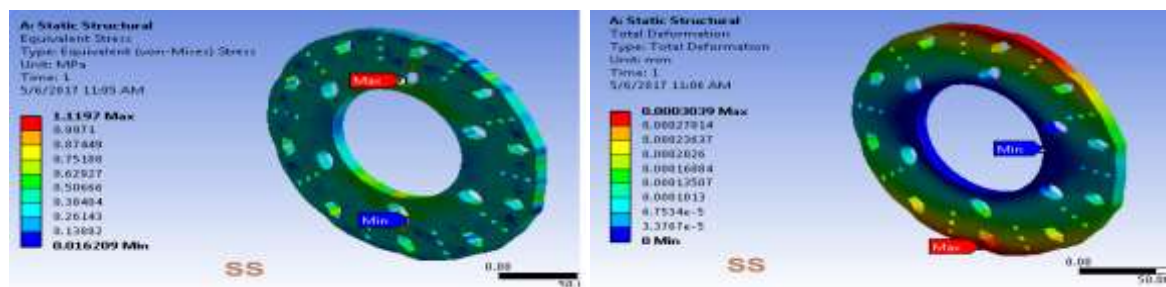 A: Static Structural
Equivalent Stress
Type: Equivalent (von-Mises) Stress
Unit: MPa
Time: 1
5/6/2017 11:05 AM
1.1197 Max
0.9971
0.87449
0.75188
0.62927
0.50666
0.38404
0.26143
0.13882
0.016209 Min
Max
Min
SS
0.00
50.0
A: Static Structural
Total Deformation
Type: Total Deformation
Unit: mm
Time: 1
5/6/2017 11:06 AM
0.0003039 Max
0.00027014
0.00023637
0.0002026
0.00016884
0.00013507
0.0001013
6.7534e-5
3.3767e-5
0 Min
Min
Max
SS
0.00